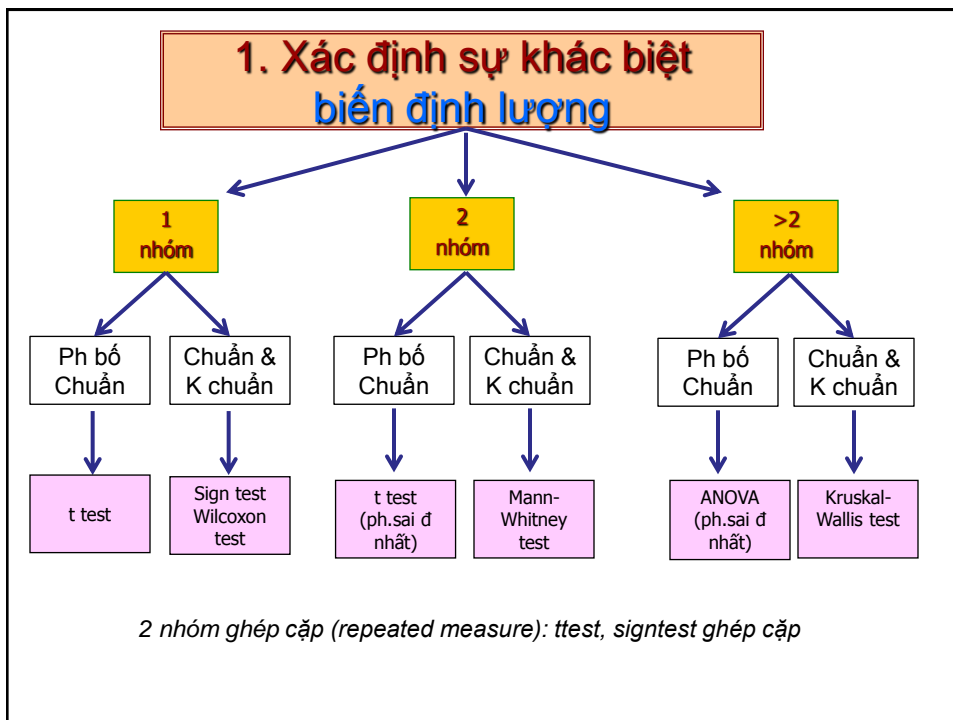 1. Xác định sự khác biệt
biến định lượng
1
nhóm
2
nhóm
>2
nhóm
Ph bố
Chuẩn
Chuẩn &
K chuẩn
Ph bố
Chuẩn
Chuẩn &
K chuẩn
Ph bố
Chuẩn
Chuẩn &
K chuẩn
t test
Sign test
Wilcoxon
test
t test
(ph.sai đ
nhất)
Mann-
Whitney
test
ANOVA
(ph.sai đ
nhất)
Kruskal-
Wallis test
2 nhóm ghép cặp (repeated measure): ttest, signtest ghép cặp